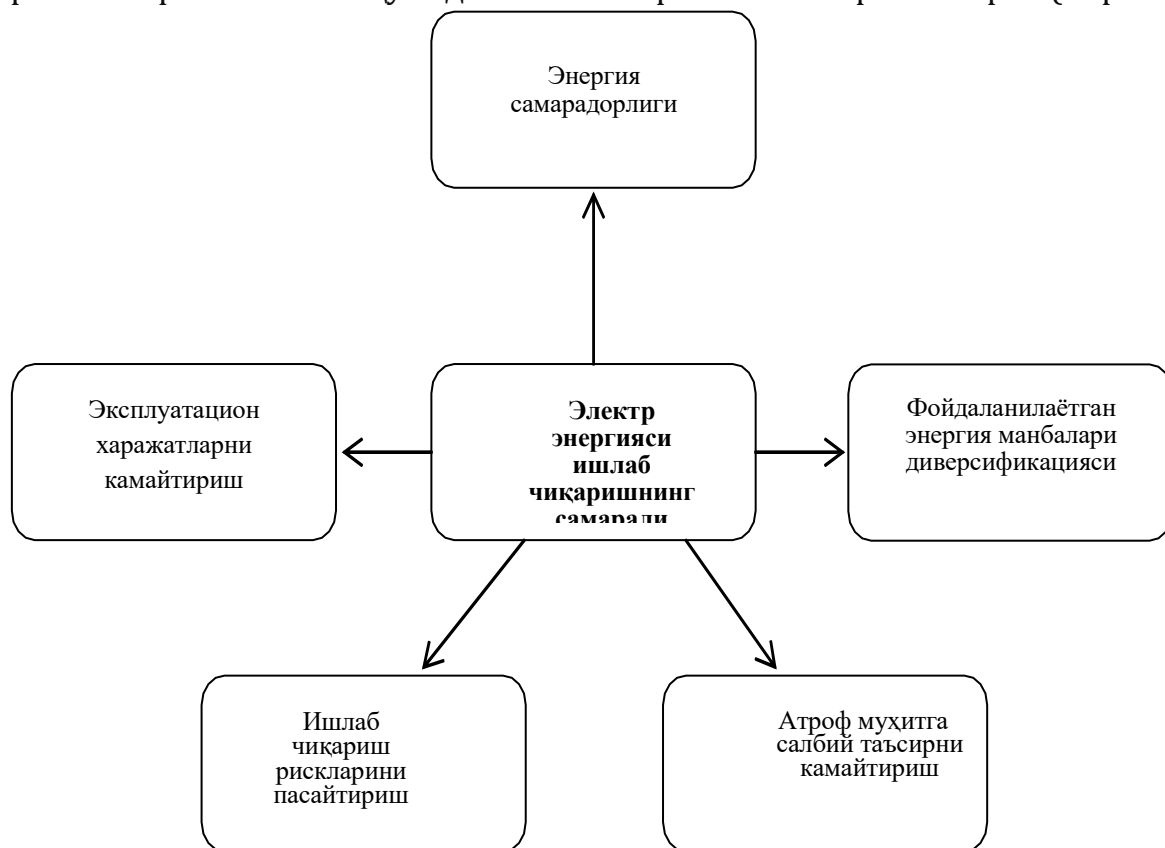 Энергия
самарадорлиги
Эксплуатацион
харажатларни
камайтириш
Электр
энергияси
ишлаб
чиқаришнинг
самарали
Фойдаланилаётган
энергия манбалари
диверсификацияси
Ишлаб
чиқариш
рискларини
пасайтириш
Атроф муҳитга
салбий таъсирни
камайтириш